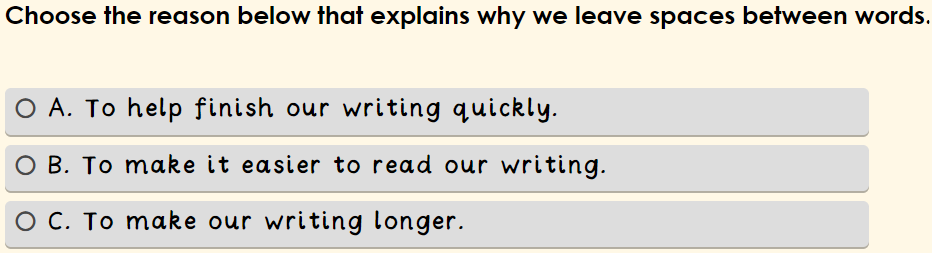 Choose the reason below that explains why we leave spaces between words.
A. To help finish our writing quickly.
B. To make it easier to read our writing.
C. To make our writing longer.